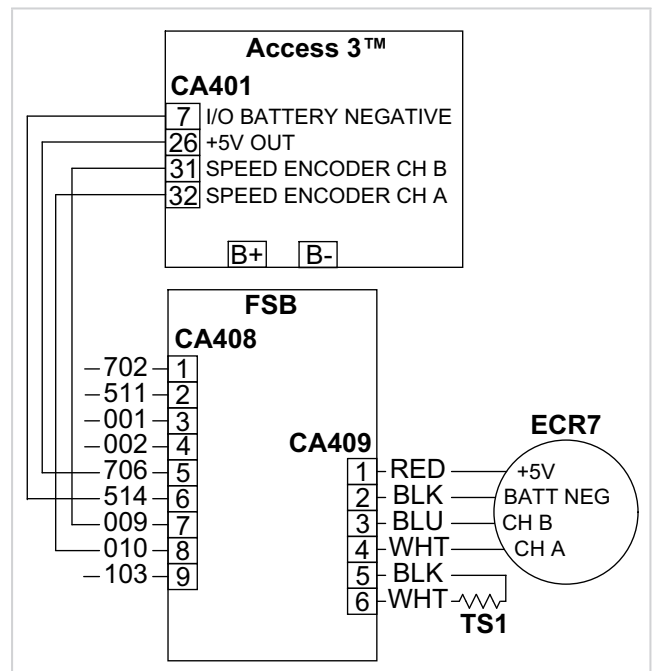 Access 3™
CA401
7 I/O BATTERY NEGATIVE
26 +5V OUT
31 SPEED ENCODER CH B
32 SPEED ENCODER CH A
B+ B-
FSB
CA408
702 1
511 2
001 3
002 4
706 5
514 6
009 7
010 8
103 9
CA409
1 RED
2 BLK
3 BLU
4 WHT
5 BLK
6 WHT
TS1
ECR7
+5V
BATT NEG
CH B
CH A